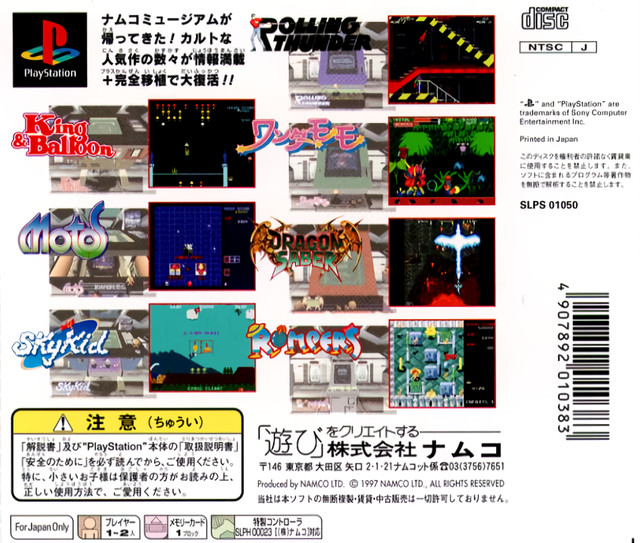 PlayStation
ナムコミュージアムが
帰ってきた！カルトな
人気作の数々が情報満載
＋完全移植で大復活！！
ROLLING
THUNDER
COMPACT
disc
NTSC J
"PS" and "PlayStation" are
trademarks of Sony Computer
Entertainment Inc.
Printed in Japan
このディスクを権利者の許諾なく賃貸業
に使用することを禁止します。また、
ソフトに含まれるプログラム等著作物
を無断で解析することを禁止します。
SLPS 01050
King
& Balloon
ワンダーモモ
MOTOS
DRAGON
SABER
SkyKid
ROMPERS
4 907892 010383
注意（ちゅうい）
「解説書」及び"PlayStation"本体の「取扱説明書」
「安全のために」を必ず読んでから、ご使用ください。
特に、小さいお子様は保護者の方がお読みの上、
正しい使用方法で、ご愛用ください。
「遊び」をクリエイトする
株式会社ナムコ
〒146 東京都 大田区 矢口 2-1-21 ナムコット係 ☎03(3756)7651
Produced by NAMCO LTD. © 1997 NAMCO LTD., ALL RIGHTS RESERVED
当社は本ソフトの無断複製・賃貸・中古販売は一切許可しておりません。
For Japan Only
プレイヤー
1〜2人
メモリーカード
1ブロック
特製コントローラ
SLPH 00023 [(株)ナムコ]対応